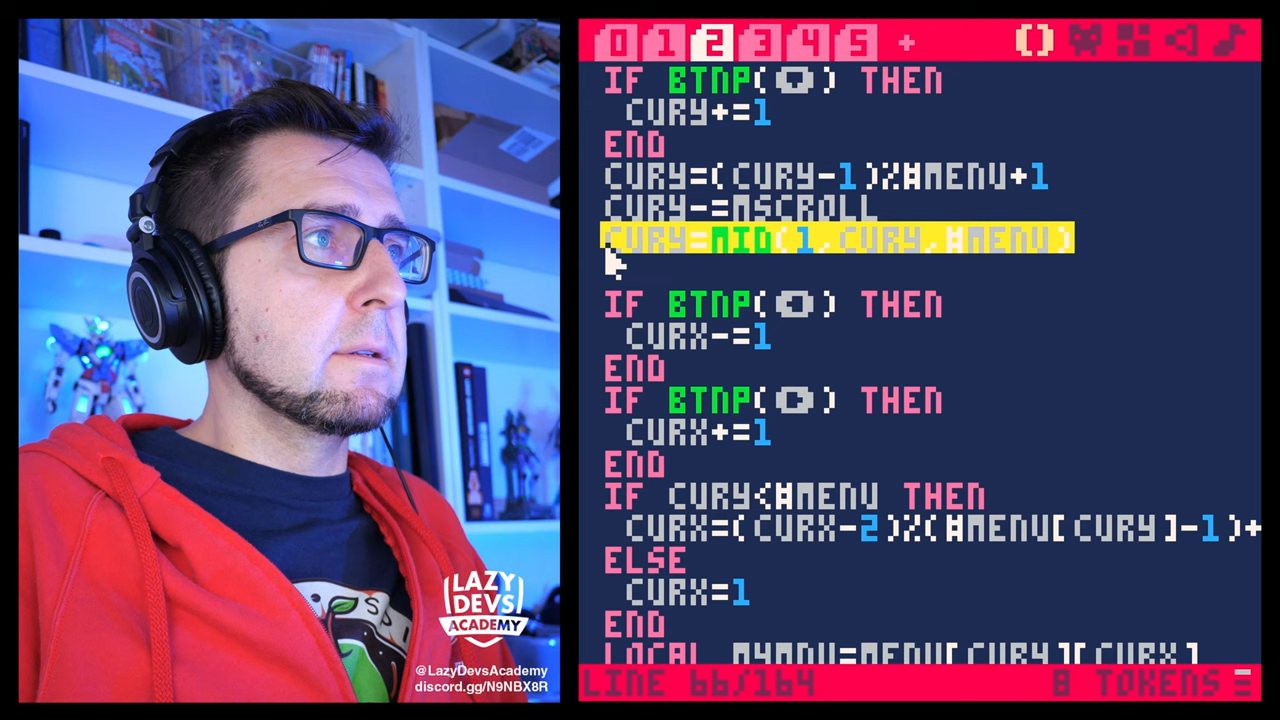 0 1 2 3 4 5 +
IF BTNP(⬇️) THEN
CURY+=1
END
CURY=(CURY-1)%#MENU+1
CURY-=MSCROLL
CURY=MID(1,CURY,#MENU)
IF BTNP(⬅️) THEN
CURX-=1
END
IF BTNP(➡️) THEN
CURX+=1
END
IF CURY<#MENU THEN
CURX=(CURX-2)%(#MENU[CURY]-1)+
ELSE
CURX=1
END
LOCAL MYMNU=MENU[CURY][CURX]
LINE 66/164
8 TOKENS
LAZY
DEVS
ACADEMY
@LazyDevsAcademy
discord.gg/N9NBX8R